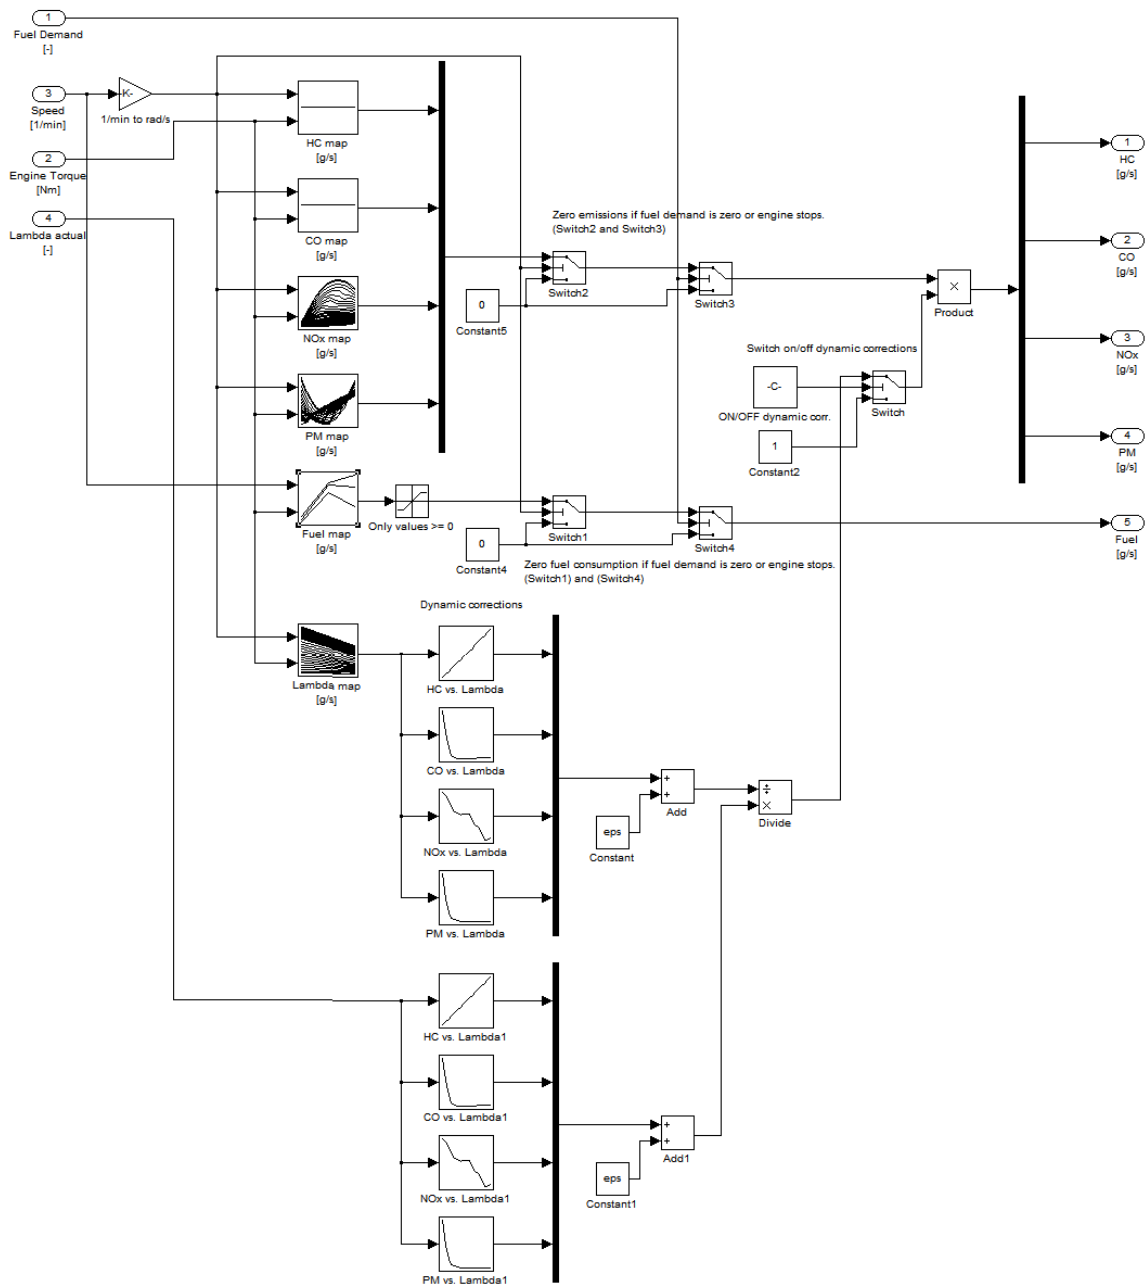 1
Fuel Demand
[-]
3
Speed
[1/min]
-K-
1/min to rad/s
2
Engine Torque
[Nm]
4
Lambda actual
[-]
HC map
[g/s]
CO map
[g/s]
NOx map
[g/s]
PM map
[g/s]
Fuel map
[g/s]
Only values >= 0
Lambda map
[g/s]
Zero emissions if fuel demand is zero or engine stops.
(Switch2 and Switch3)
Switch2
0
Constant5
Switch3
×
Product
Switch on/off dynamic corrections
-C-
ON/OFF dynamic corr.
Switch
1
Constant2
1
HC
[g/s]
2
CO
[g/s]
3
NOx
[g/s]
4
PM
[g/s]
5
Fuel
[g/s]
Switch1
0
Constant4
Switch4
Zero fuel consumption if fuel demand is zero or engine stops.
(Switch1) and (Switch4)
Dynamic corrections
HC vs. Lambda
CO vs. Lambda
NOx vs. Lambda
PM vs. Lambda
+
+
Add
eps
Constant
÷
×
Divide
HC vs. Lambda1
CO vs. Lambda1
NOx vs. Lambda1
PM vs. Lambda1
+
+
Add1
eps
Constant1